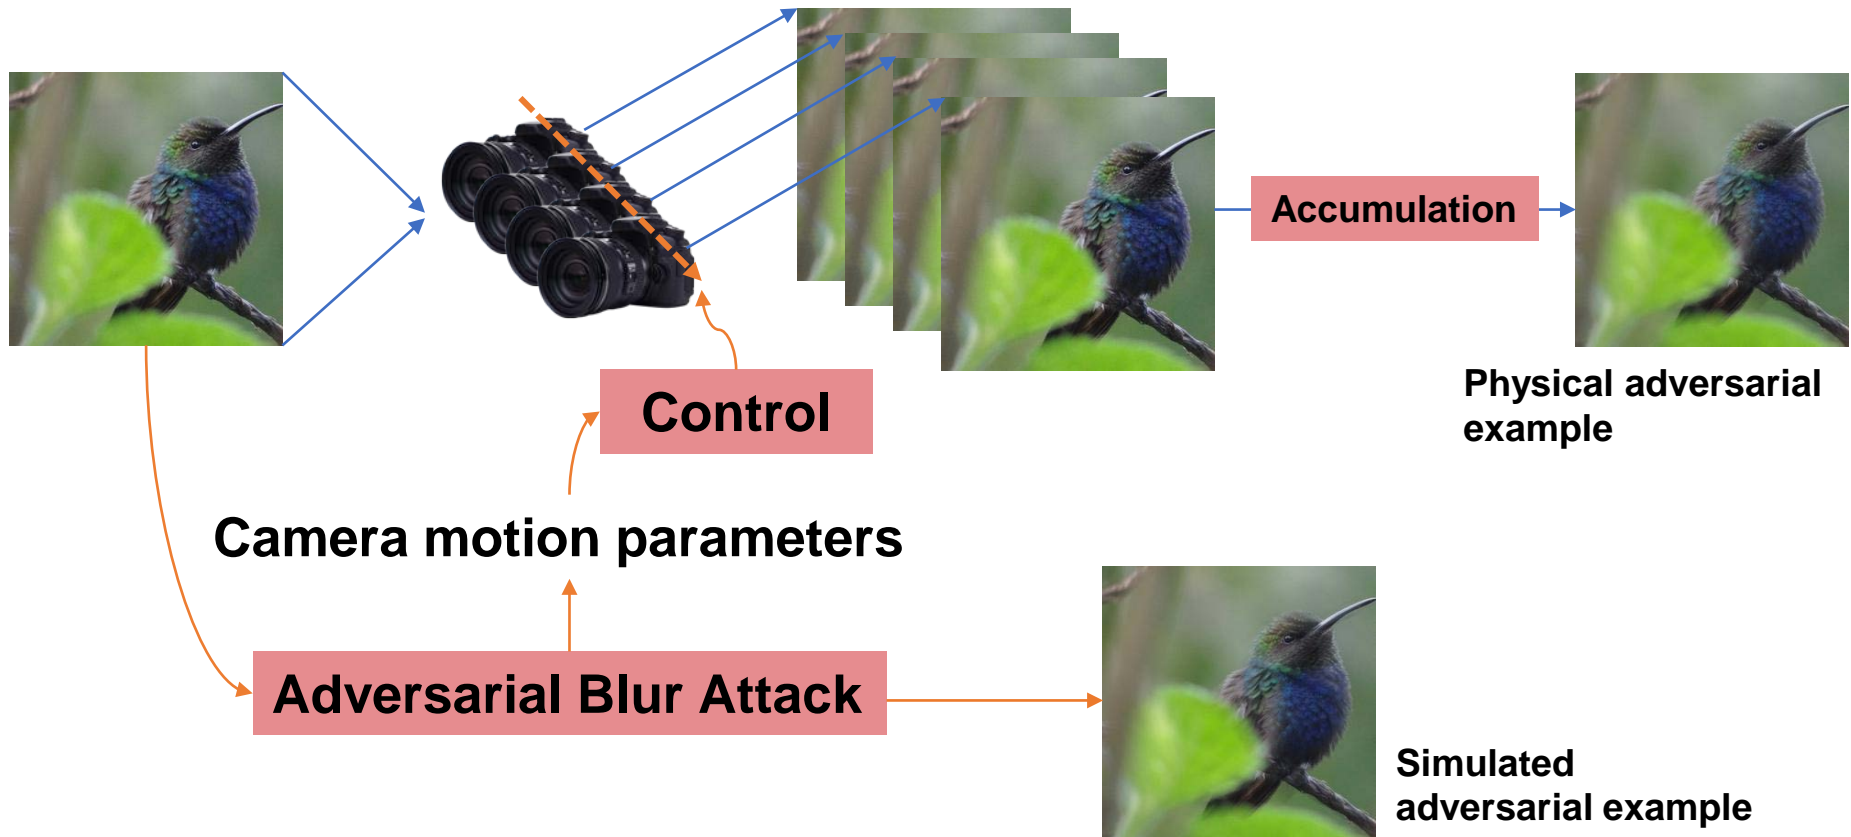 Accumulation
Physical adversarial
example
Control
Camera motion parameters
Adversarial Blur Attack
Simulated
adversarial example